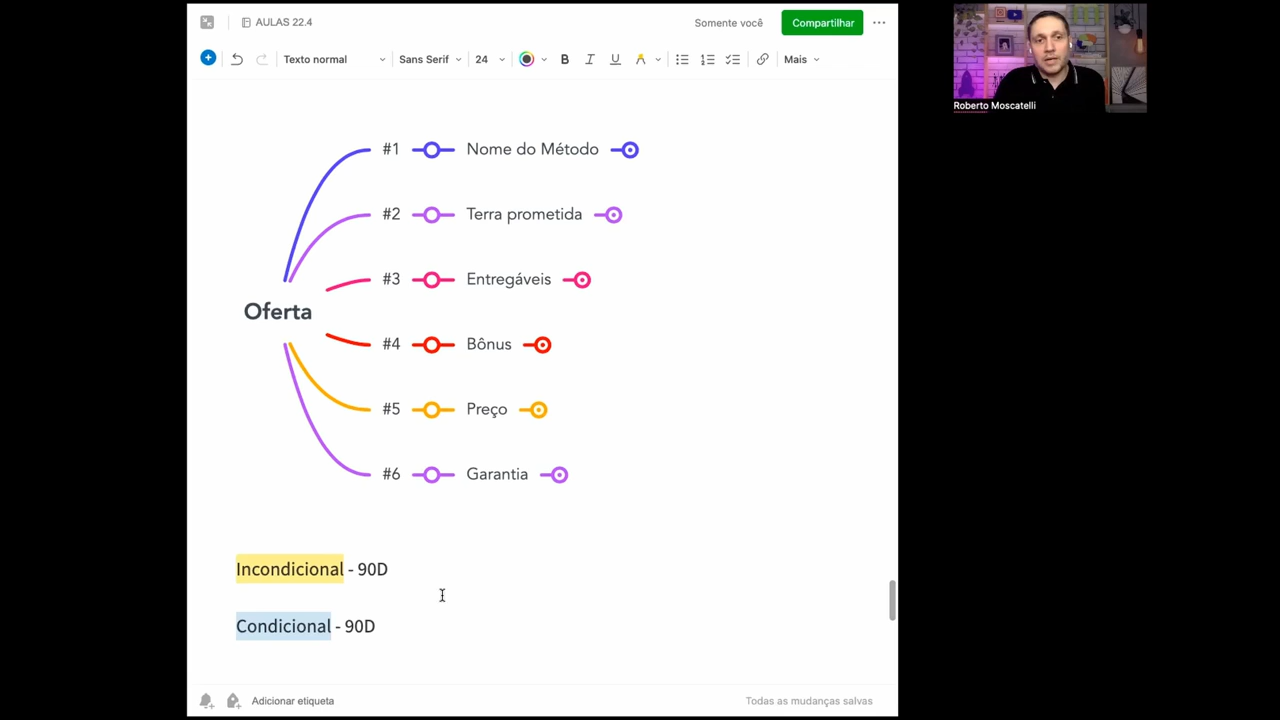 AULAS 22.4
Somente você
Compartilhar
Texto normal
Sans Serif
24
B
I
U
A
Mais
Roberto Moscatelli
#1 Nome do Método
#2 Terra prometida
#3 Entregáveis
Oferta
#4 Bônus
#5 Preço
#6 Garantia
Incondicional - 90D
Condicional - 90D
Adicionar etiqueta
Todas as mudanças salvas